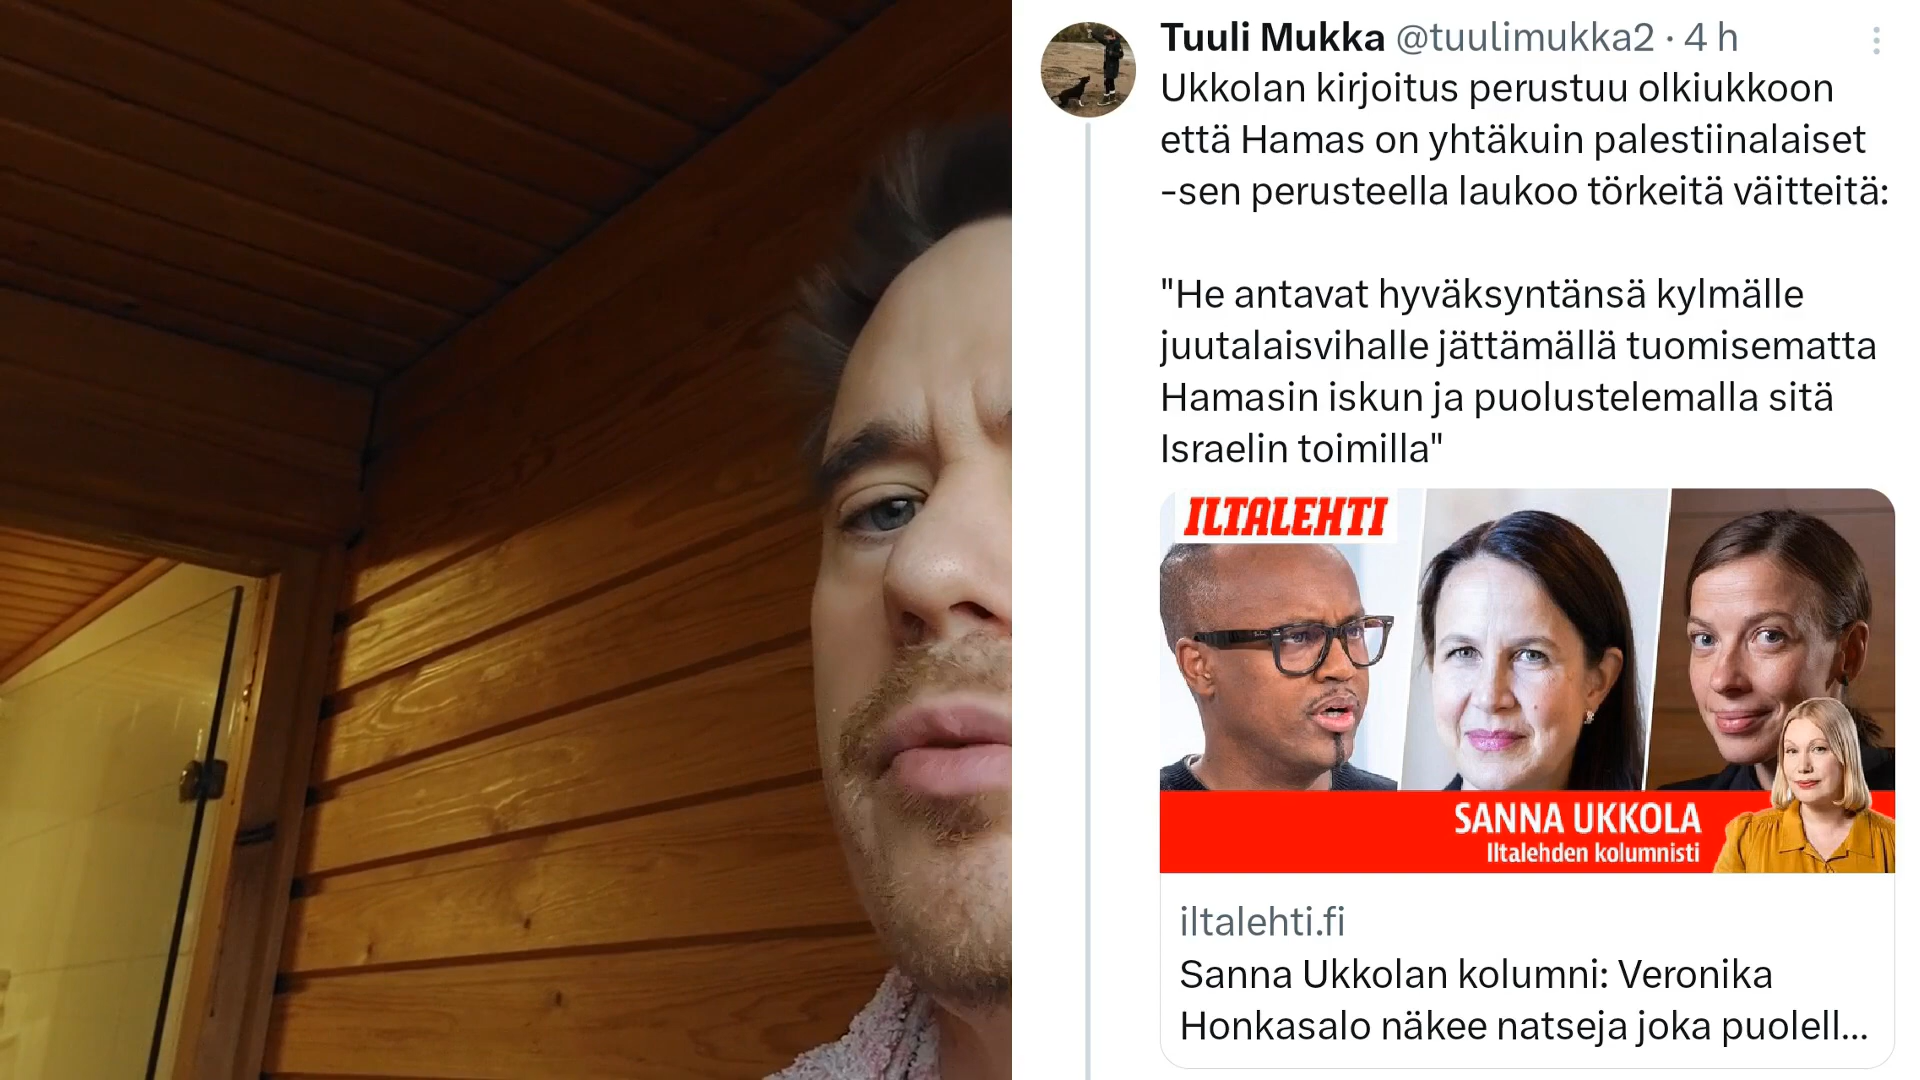 Tuuli Mukka @tuulimukka2 · 4 h
Ukkolan kirjoitus perustuu olkiukkoon
että Hamas on yhtäkuin palestiinalaiset
-sen perusteella laukoo törkeitä väitteitä:
"He antavat hyväksyntänsä kylmälle
juutalaisvihalle jättämällä tuomisematta
Hamasin iskun ja puolustelemalla sitä
Israelin toimilla"
ILTALEHTI
SANNA UKKOLA
Iltalehden kolumnisti
iltalehti.fi
Sanna Ukkolan kolumni: Veronika
Honkasalo näkee natseja joka puolell...